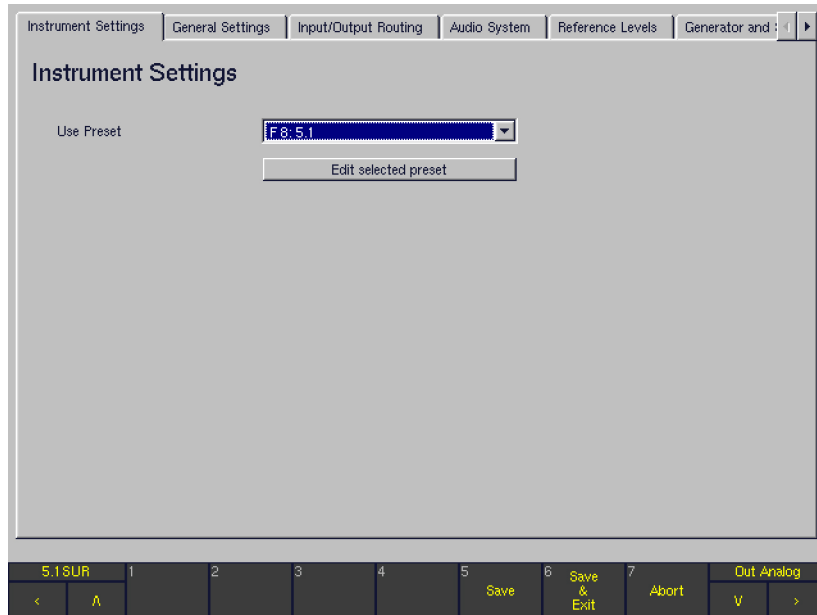 Instrument Settings General Settings Input/Output Routing Audio System Reference Levels Generator and
Instrument Settings
Use Preset F 8: 5.1
Edit selected preset
5.1SUR 1 2 3 4 5 Save 6 Save & Exit 7 Abort Out Analog
< Λ V >